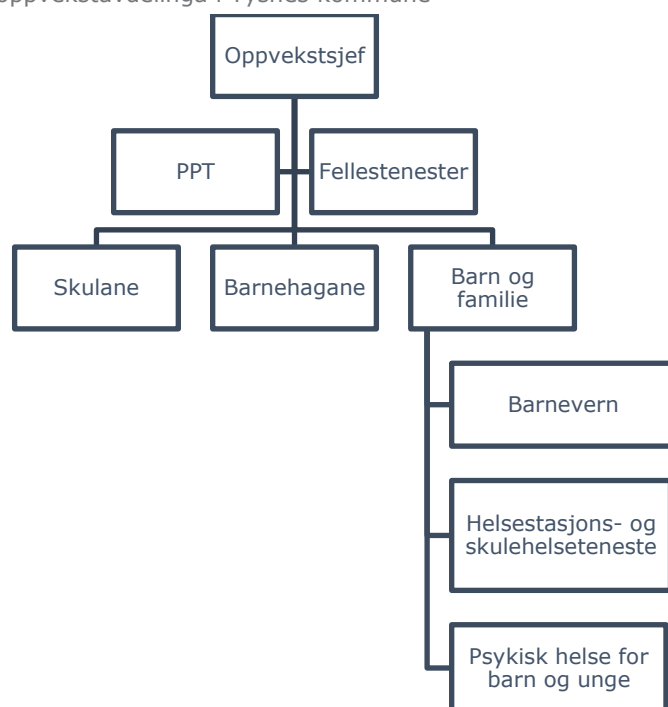 oppvekstavdelinga i Tysnes kommune
Oppvekstsjef
PPT
Fellestenester
Skulane
Barnehagane
Barn og
familie
Barnevern
Helsestasjons- og
skulehelseteneste
Psykisk helse for
barn og unge